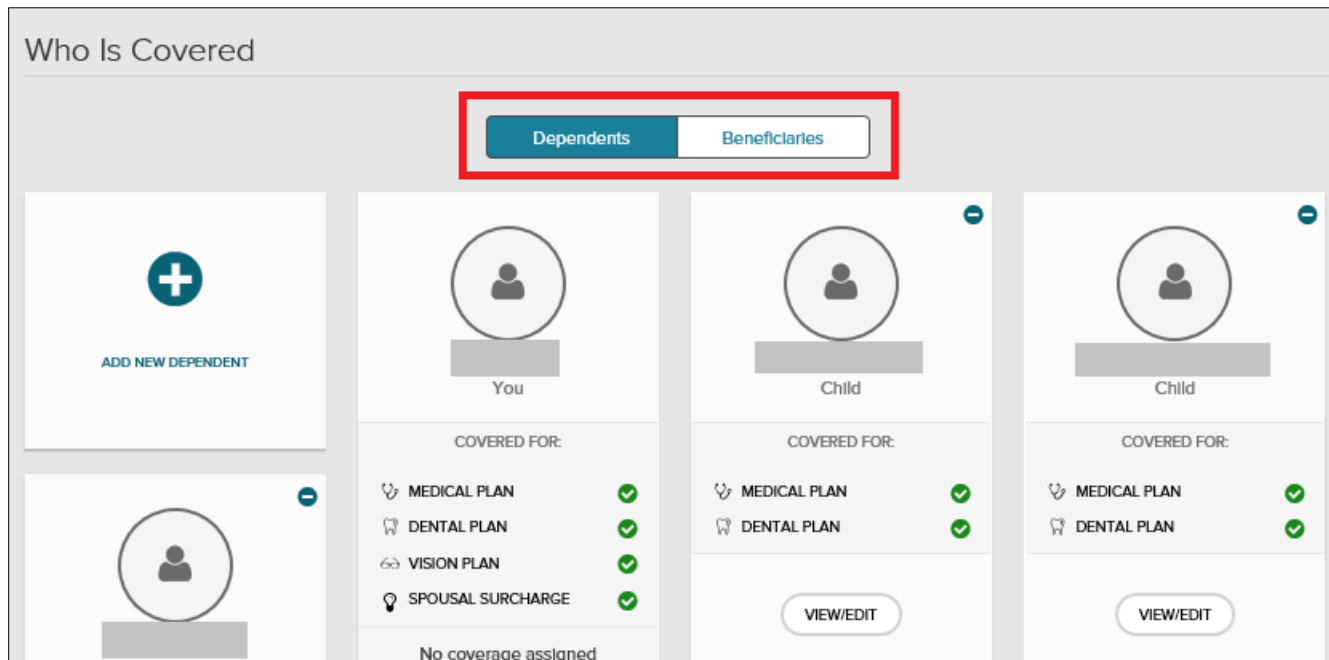 Who Is Covered
Dependents Beneficiaries
ADD NEW DEPENDENT
You
COVERED FOR:
MEDICAL PLAN
DENTAL PLAN
VISION PLAN
SPOUSAL SURCHARGE
No coverage assigned
Child
COVERED FOR:
MEDICAL PLAN
DENTAL PLAN
VIEW/EDIT
Child
COVERED FOR:
MEDICAL PLAN
DENTAL PLAN
VIEW/EDIT